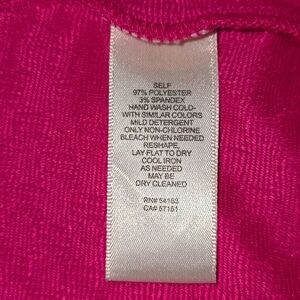 SELF
97% POLYESTER
3% SPANDEX
HAND WASH COLD-
WITH SIMILAR COLORS
MILD DETERGENT
ONLY NON-CHLORINE
BLEACH WHEN NEEDED
RESHAPE,
LAY FLAT TO DRY
COOL IRON
AS NEEDED
MAY BE
DRY CLEANED
RN# 54163
CA# 57151